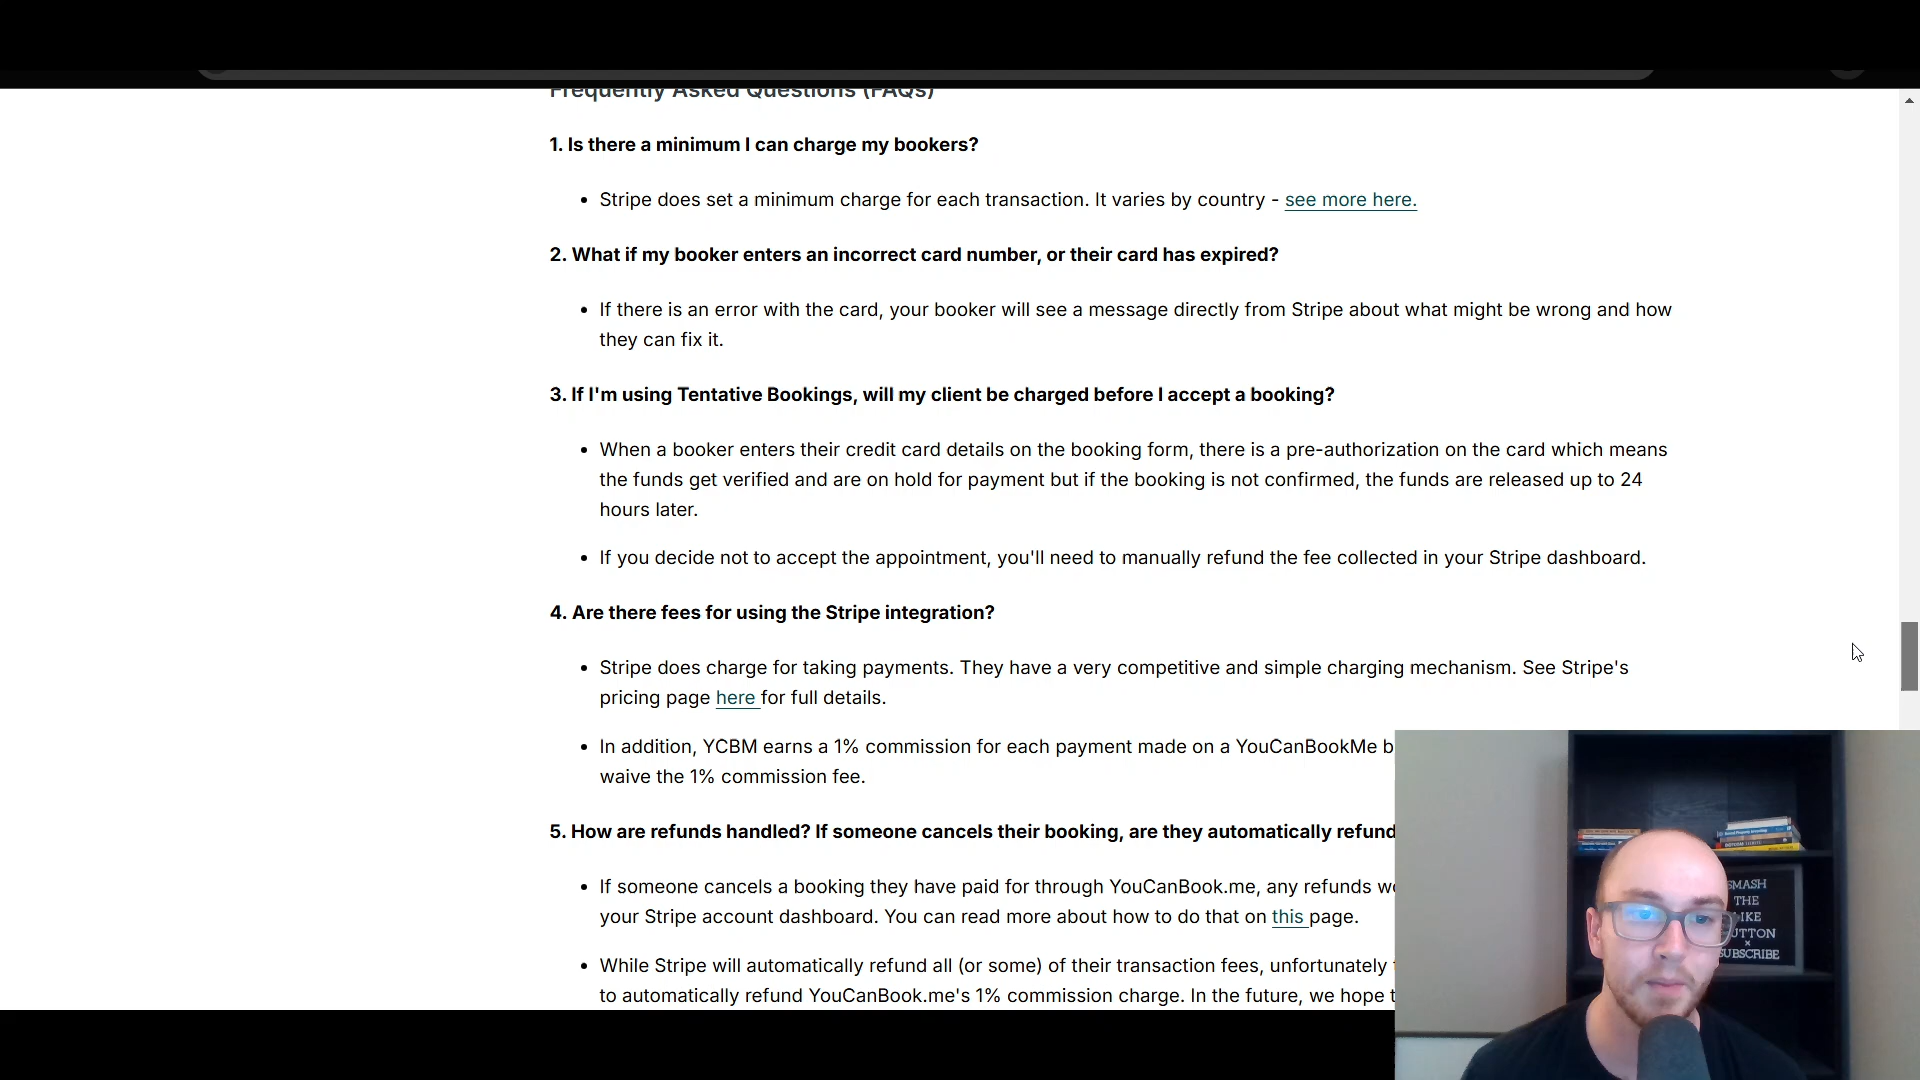 Frequently Asked Questions (FAQs)
1. Is there a minimum I can charge my bookers?
• Stripe does set a minimum charge for each transaction. It varies by country - see more here.
2. What if my booker enters an incorrect card number, or their card has expired?
• If there is an error with the card, your booker will see a message directly from Stripe about what might be wrong and how
they can fix it.
3. If I'm using Tentative Bookings, will my client be charged before I accept a booking?
• When a booker enters their credit card details on the booking form, there is a pre-authorization on the card which means
the funds get verified and are on hold for payment but if the booking is not confirmed, the funds are released up to 24
hours later.
• If you decide not to accept the appointment, you'll need to manually refund the fee collected in your Stripe dashboard.
4. Are there fees for using the Stripe integration?
• Stripe does charge for taking payments. They have a very competitive and simple charging mechanism. See Stripe's
pricing page here for full details.
• In addition, YCBM earns a 1% commission for each payment made on a YouCanBookMe b
waive the 1% commission fee.
5. How are refunds handled? If someone cancels their booking, are they automatically refund
• If someone cancels a booking they have paid for through YouCanBook.me, any refunds w
your Stripe account dashboard. You can read more about how to do that on this page.
• While Stripe will automatically refund all (or some) of their transaction fees, unfortunately
to automatically refund YouCanBook.me's 1% commission charge. In the future, we hope t
SMASH
THE
LIKE
UTTON
×
SUBSCRIBE